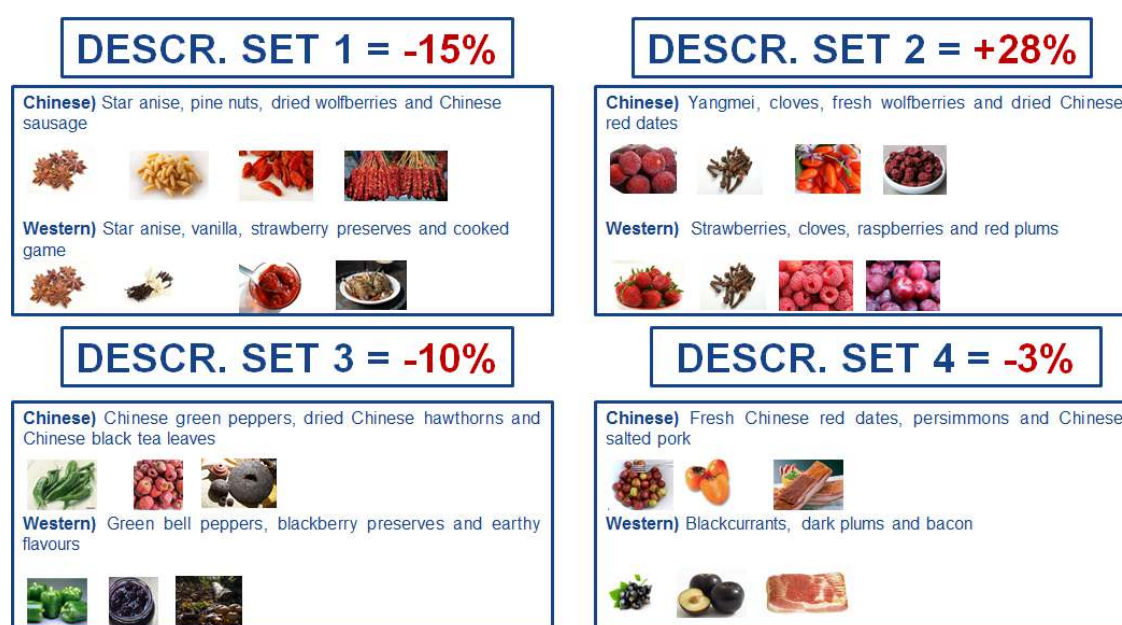 DESCR. SET 1 = -15%
Chinese) Star anise, pine nuts, dried wolfberries and Chinese
sausage
Western) Star anise, vanilla, strawberry preserves and cooked
game
DESCR. SET 2 = +28%
Chinese) Yangmei, cloves, fresh wolfberries and dried Chinese
red dates
Western) Strawberries, cloves, raspberries and red plums
DESCR. SET 3 = -10%
Chinese) Chinese green peppers, dried Chinese hawthorns and
Chinese black tea leaves
Western) Green bell peppers, blackberry preserves and earthy
flavours
DESCR. SET 4 = -3%
Chinese) Fresh Chinese red dates, persimmons and Chinese
salted pork
Western) Blackcurrants, dark plums and bacon